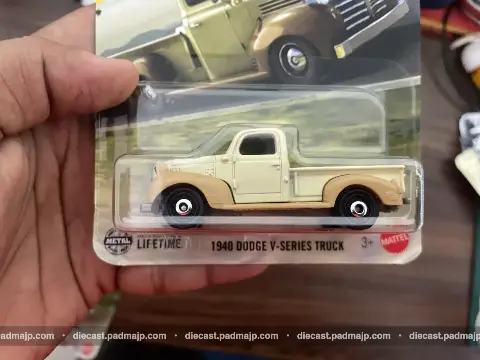 METAL
LIFETIME
1940 DODGE V-SERIES TRUCK
3+
MATTEL
diecast.padmajp.com · diecast.padmajp.com · diecast.padmajp.com · diecast.padmajp.com